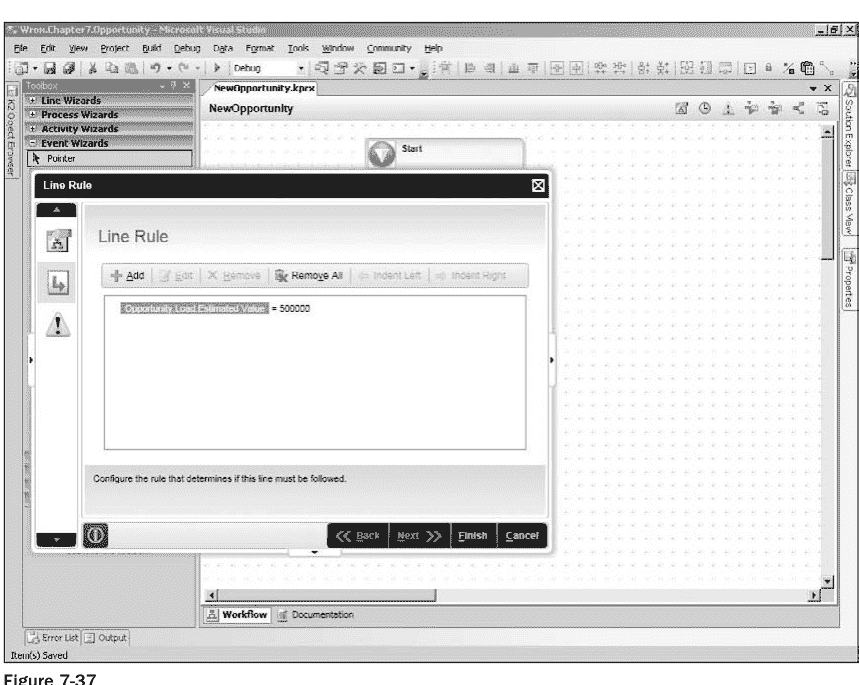 Wrox.Chapter7.Opportunity - Microsoft Visual Studio
File Edit View Project Build Debug Data Format Tools Window Community Help
Debug
Toolbox
Line Wizards
Process Wizards
Activity Wizards
Event Wizards
Pointer
K2 Object Browser
NewOpportunity.kprx
NewOpportunity
Start
Solution Explorer
Class View
Properties
Line Rule
Line Rule
Add Edit Remove Remove All Indent Left Indent Right
Opportunity.Load.Estimated Value = 500000
Configure the rule that determines if this line must be followed.
Back Next Finish Cancel
Workflow Documentation
Error List Output
Item(s) Saved
Figure 7-37